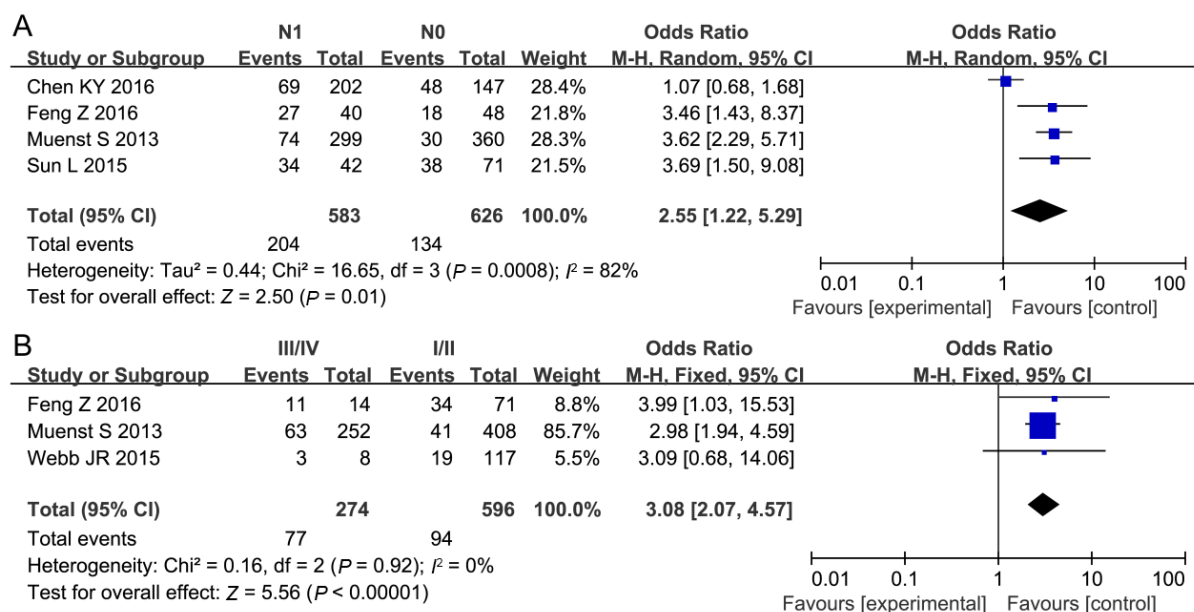 A
N1 N0 Odds Ratio Odds Ratio
Study or Subgroup Events Total Events Total Weight M-H, Random, 95% CI M-H, Random, 95% CI
Chen KY 2016 69 202 48 147 28.4% 1.07 [0.68, 1.68]
Feng Z 2016 27 40 18 48 21.8% 3.46 [1.43, 8.37]
Muenst S 2013 74 299 30 360 28.3% 3.62 [2.29, 5.71]
Sun L 2015 34 42 38 71 21.5% 3.69 [1.50, 9.08]
Total (95% CI) 583 626 100.0% 2.55 [1.22, 5.29]
Total events 204 134
Heterogeneity: Tau² = 0.44; Chi² = 16.65, df = 3 (P = 0.0008); I² = 82%
Test for overall effect: Z = 2.50 (P = 0.01)
0.01 0.1 1 10 100
Favours [experimental] Favours [control]
B
III/IV I/II Odds Ratio Odds Ratio
Study or Subgroup Events Total Events Total Weight M-H, Fixed, 95% CI M-H, Fixed, 95% CI
Feng Z 2016 11 14 34 71 8.8% 3.99 [1.03, 15.53]
Muenst S 2013 63 252 41 408 85.7% 2.98 [1.94, 4.59]
Webb JR 2015 3 8 19 117 5.5% 3.09 [0.68, 14.06]
Total (95% CI) 274 596 100.0% 3.08 [2.07, 4.57]
Total events 77 94
Heterogeneity: Chi² = 0.16, df = 2 (P = 0.92); I² = 0%
Test for overall effect: Z = 5.56 (P < 0.00001)
0.01 0.1 1 10 100
Favours [experimental] Favours [control]